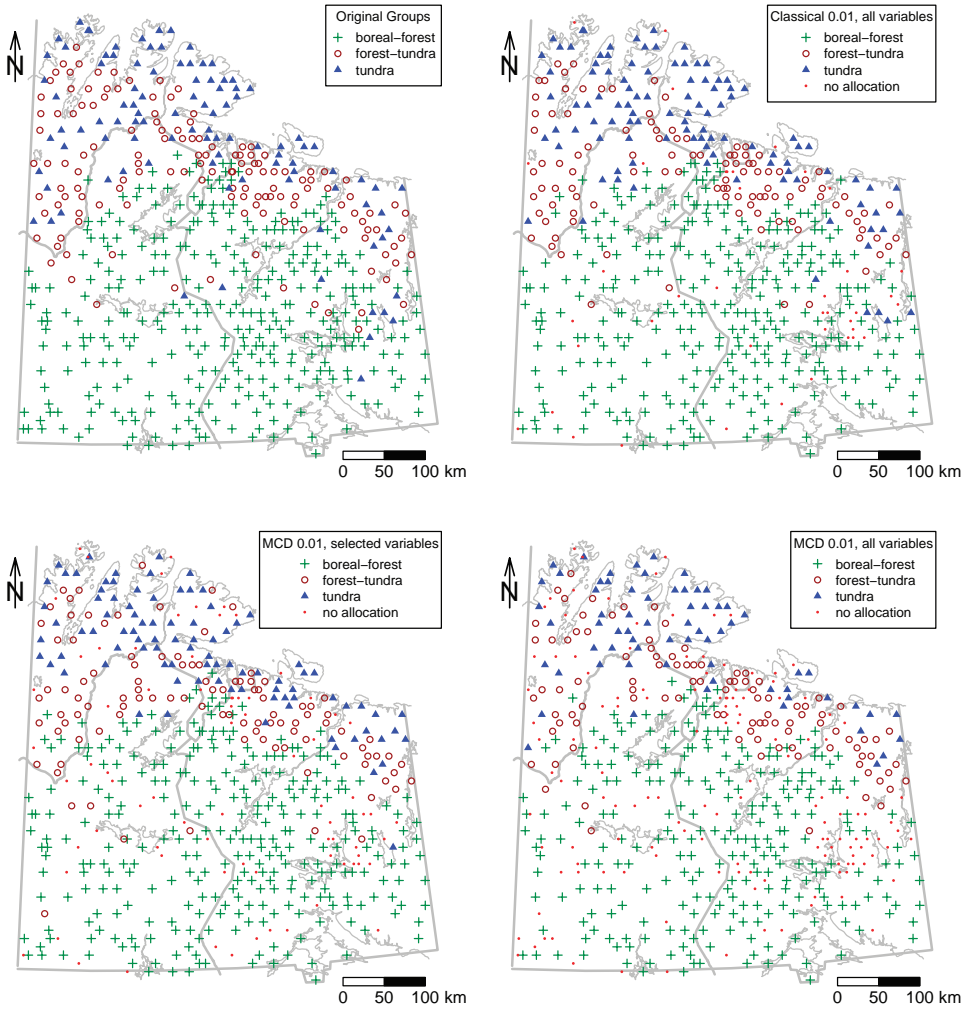 Original Groups
boreal−forest
forest−tundra
tundra
N
0 50 100 km
Classical 0.01, all variables
boreal−forest
forest−tundra
tundra
no allocation
N
0 50 100 km
MCD 0.01, selected variables
boreal−forest
forest−tundra
tundra
no allocation
N
0 50 100 km
MCD 0.01, all variables
boreal−forest
forest−tundra
tundra
no allocation
N
0 50 100 km